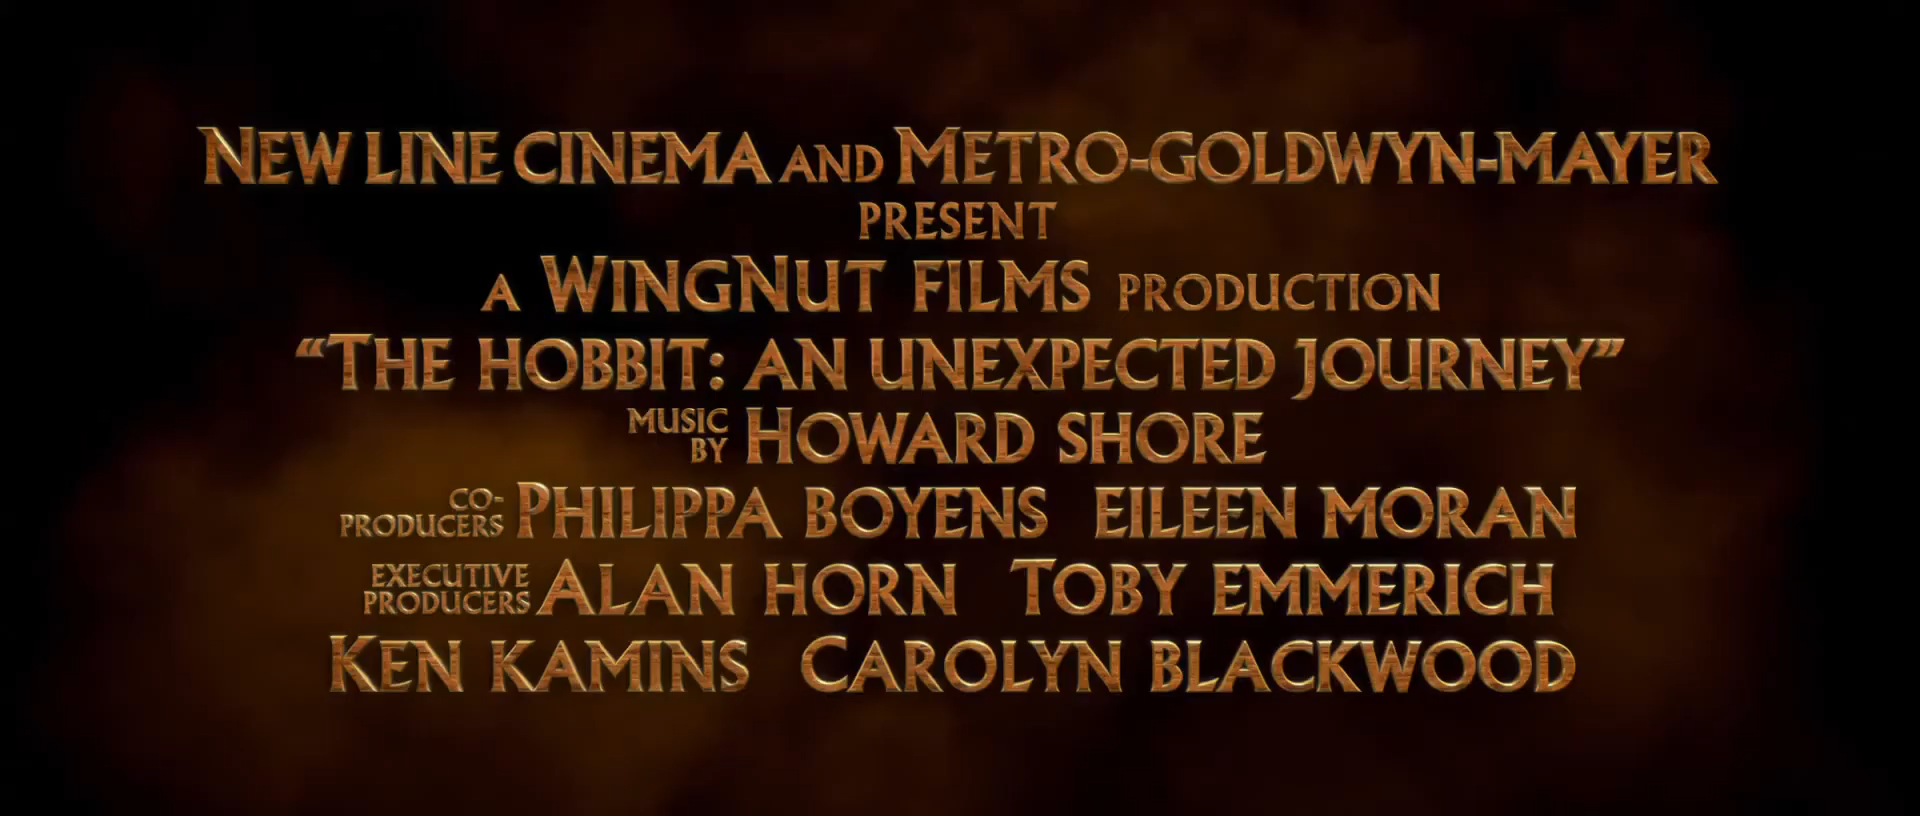 NEW LINE CINEMA AND METRO-GOLDWYN-MAYER
PRESENT
A WINGNUT FILMS PRODUCTION
“THE HOBBIT: AN UNEXPECTED JOURNEY”
MUSIC BY HOWARD SHORE
CO-PRODUCERS PHILIPPA BOYENS EILEEN MORAN
EXECUTIVE PRODUCERS ALAN HORN TOBY EMMERICH
KEN KAMINS CAROLYN BLACKWOOD